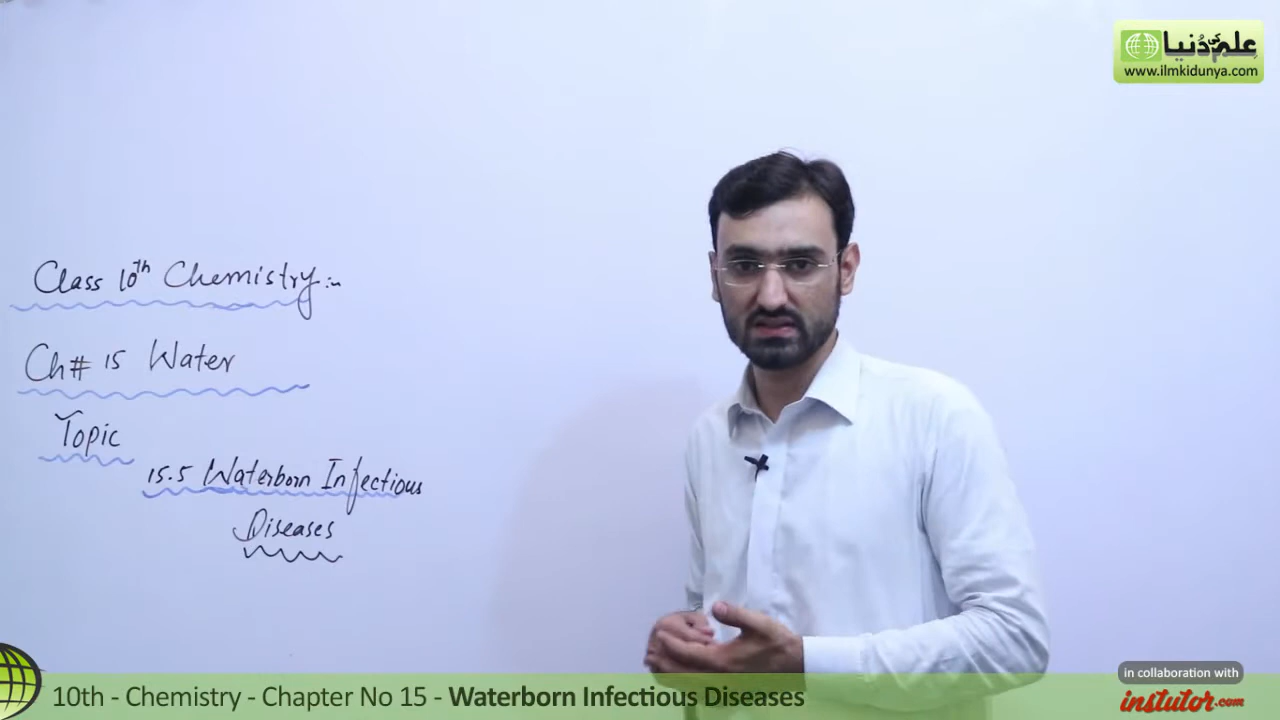 علم کی دُنیا
www.ilmkidunya.com
Class 10th Chemistry :-
Ch# 15 Water
Topic
15.5 Waterborn Infectious
Diseases
10th - Chemistry - Chapter No 15 - Waterborn Infectious Diseases
in collaboration with
instutor.com